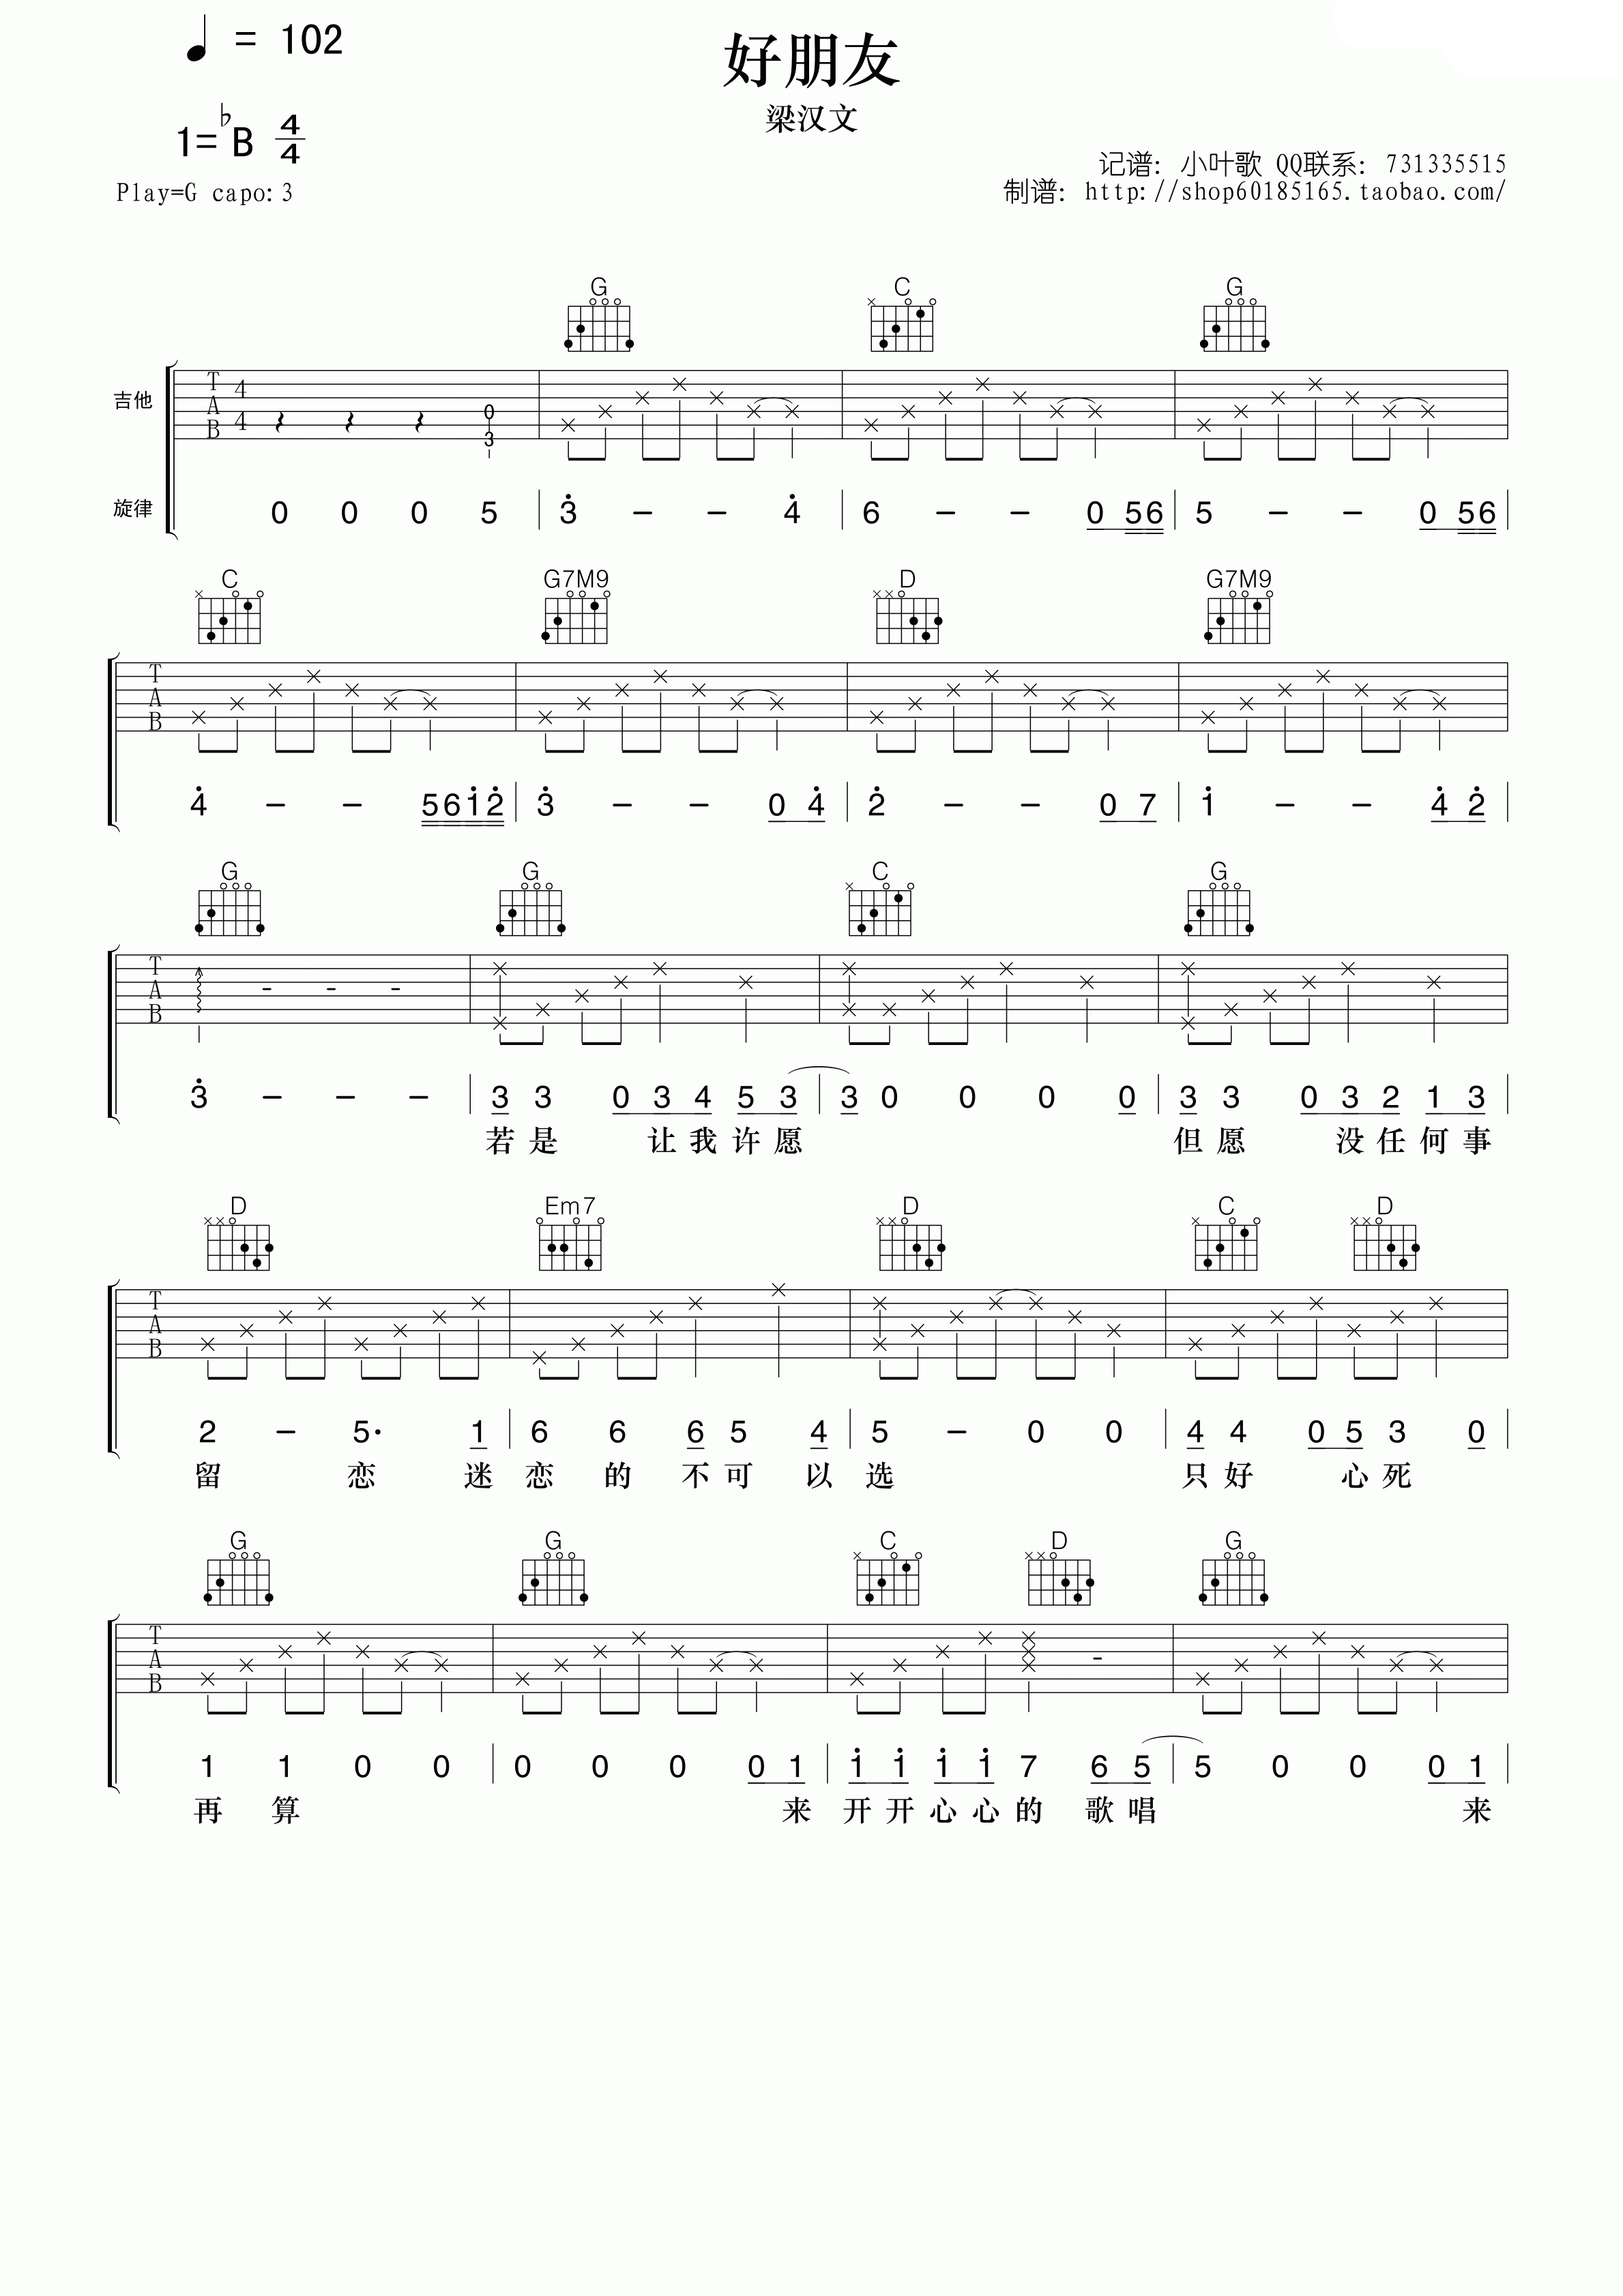 ♩ = 102
好朋友
梁汉文
1=♭B 4/4
记谱：小叶歌 QQ联系：731335515
Play=G capo:3
制谱：http://shop60185165.taobao.com/
G C G
吉他 T A B 4 4 0 3
旋律 0 0 0 5 | 3̇ – – 4̇ | 6 – – 0 5 6 | 5 – – 0 5 6 |
C G7M9 D G7M9
T A B
4̇ – – 5 6 1̇ 2̇ | 3̇ – – 0 4̇ | 2̇ – – 0 7 | 1̇ – – 4̇ 2̇ |
G G C G
T A B
3̇ – – – | 3 3 0 3 4 5 3 | 3 0 0 0 0 | 3 3 0 3 2 1 3 |
若是 让我许愿 但愿 没任何事
D Em7 D C D
T A B
2 – 5· 1 | 6 6 6 5 4 | 5 – 0 0 | 4 4 0 5 3 0 |
留 恋 迷 恋 的 不 可 以 选 只好 心死
G G C D G
T A B
1 1 0 0 | 0 0 0 0 1 | 1̇ 1̇ 1̇ 1̇ 7 6 5 | 5 0 0 0 1 |
再 算 来 开开心心的 歌唱 来